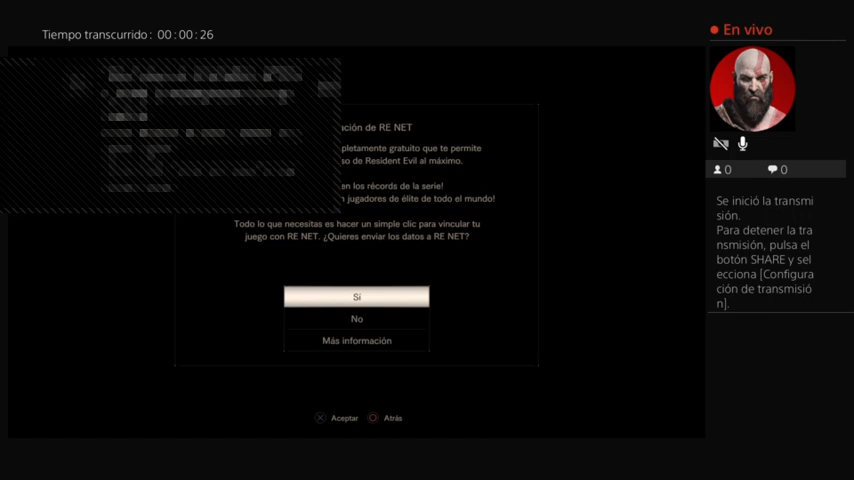 Tiempo transcurrido: 00:00:26
En vivo
de RE NET
que te permite
de Resident Evil al máximo.
en los récords de la serie!
jugadores de élite de todo el mundo!
Todo lo que necesitas es hacer un simple clic para vincular tu
juego con RE NET. ¿Quieres enviar los datos a RE NET?
Sí
No
Más información
Aceptar
Atrás
0
0
Se inició la transmi
sión.
Para detener la tra
nsmisión, pulsa el
botón SHARE y sel
ecciona [Configura
ción de transmisió
n].